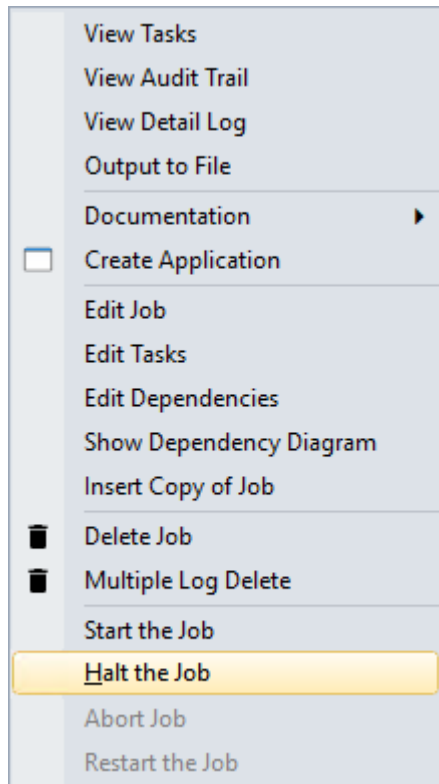 View Tasks
View Audit Trail
View Detail Log
Output to File
Documentation
Create Application
Edit Job
Edit Tasks
Edit Dependencies
Show Dependency Diagram
Insert Copy of Job
Delete Job
Multiple Log Delete
Start the Job
Halt the Job
Abort Job
Restart the Job